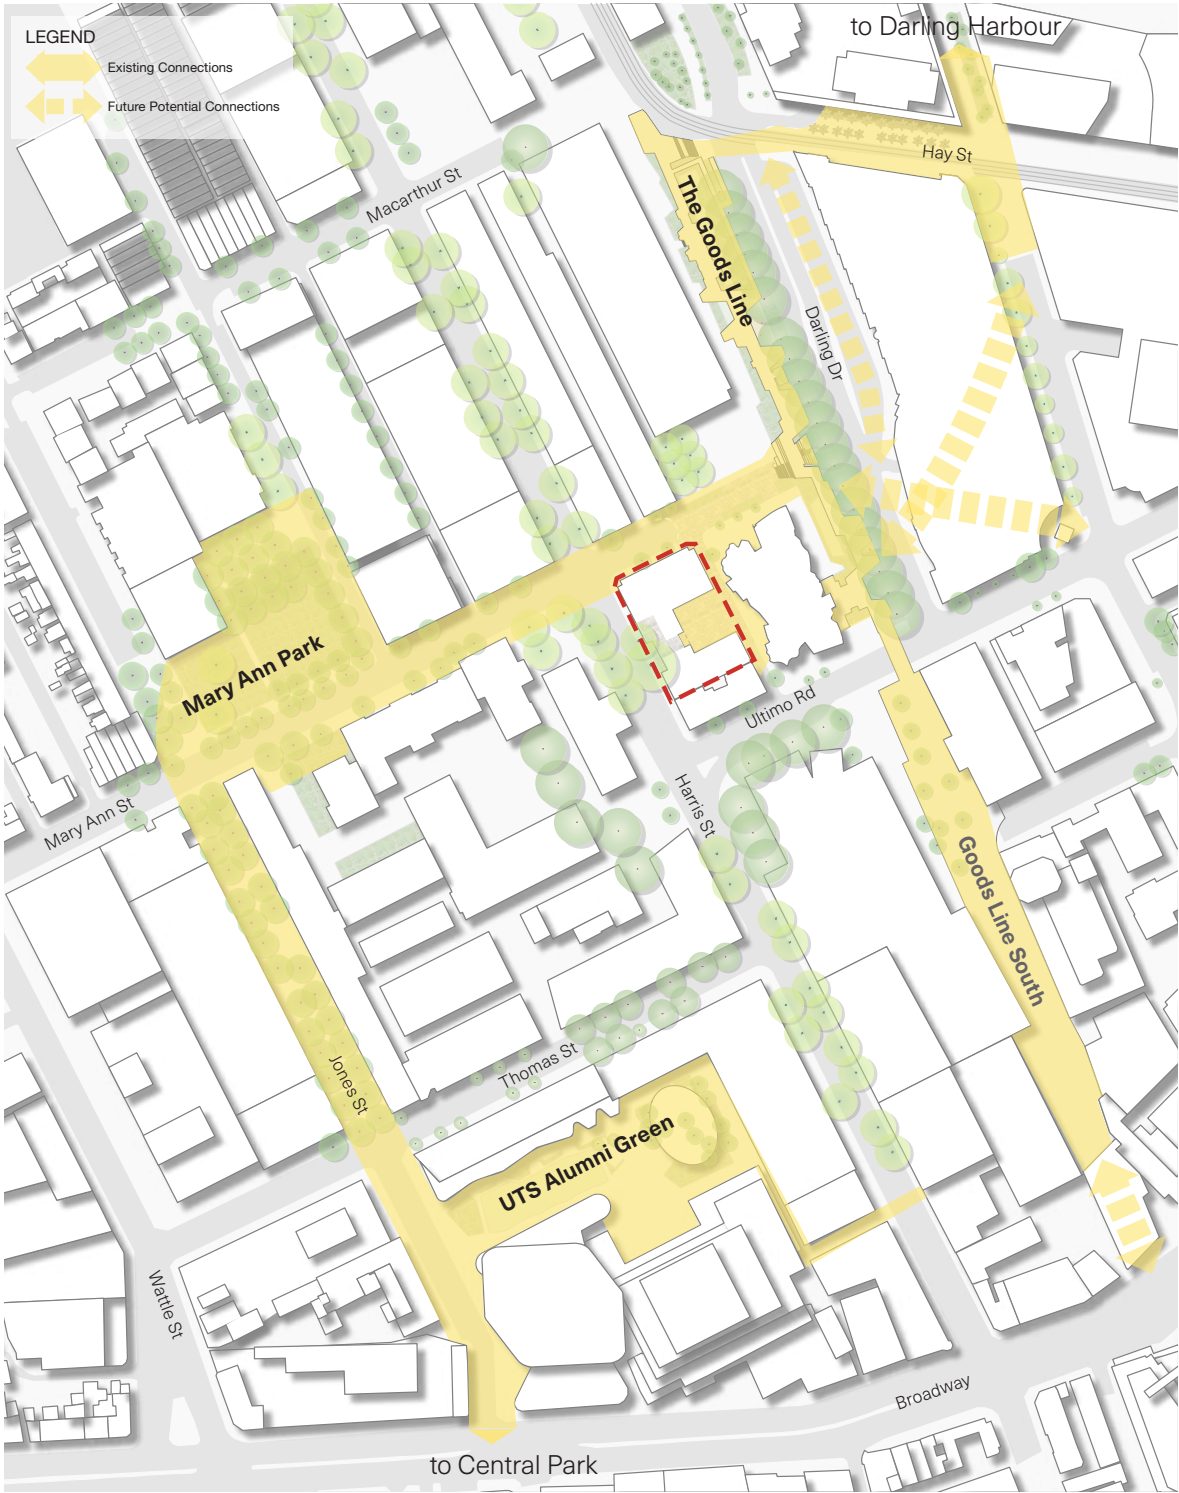 to Darling Harbour
LEGEND
Existing Connections
Future Potential Connections
Hay St
Macarthur St
The Goods Line
Darling Dr
Mary Ann Park
Ultimo Rd
Mary Ann St
Harris St
Goods Line South
Jones St
Thomas St
UTS Alumni Green
Wattle St
Broadway
to Central Park